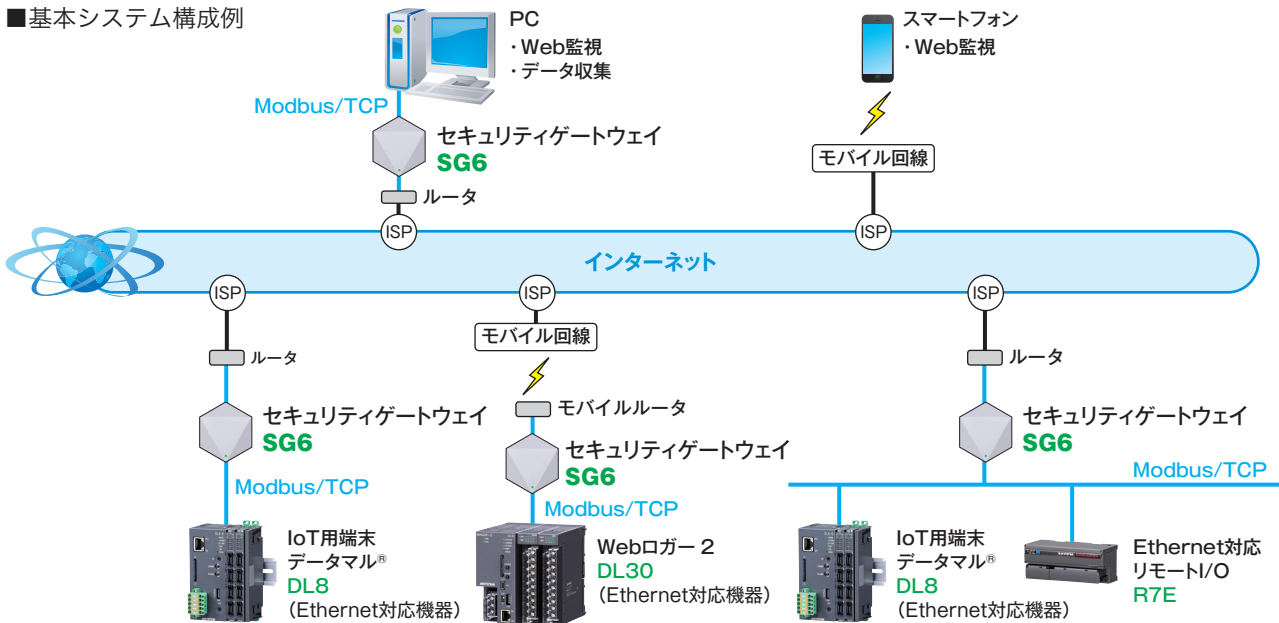 ■基本システム構成例
PC
・Web監視
・データ収集
スマートフォン
・Web監視
Modbus/TCP
セキュリティゲートウェイ
SG6
モバイル回線
ルータ
ISP
ISP
インターネット
ISP
ISP
ISP
モバイル回線
ルータ
ルータ
モバイルルータ
セキュリティゲートウェイ
SG6
セキュリティゲートウェイ
SG6
セキュリティゲートウェイ
SG6
Modbus/TCP
Modbus/TCP
Modbus/TCP
IoT用端末
データマル®
DL8
（Ethernet対応機器）
Webロガー 2
DL30
（Ethernet対応機器）
IoT用端末
データマル®
DL8
（Ethernet対応機器）
Ethernet対応
リモートI/O
R7E